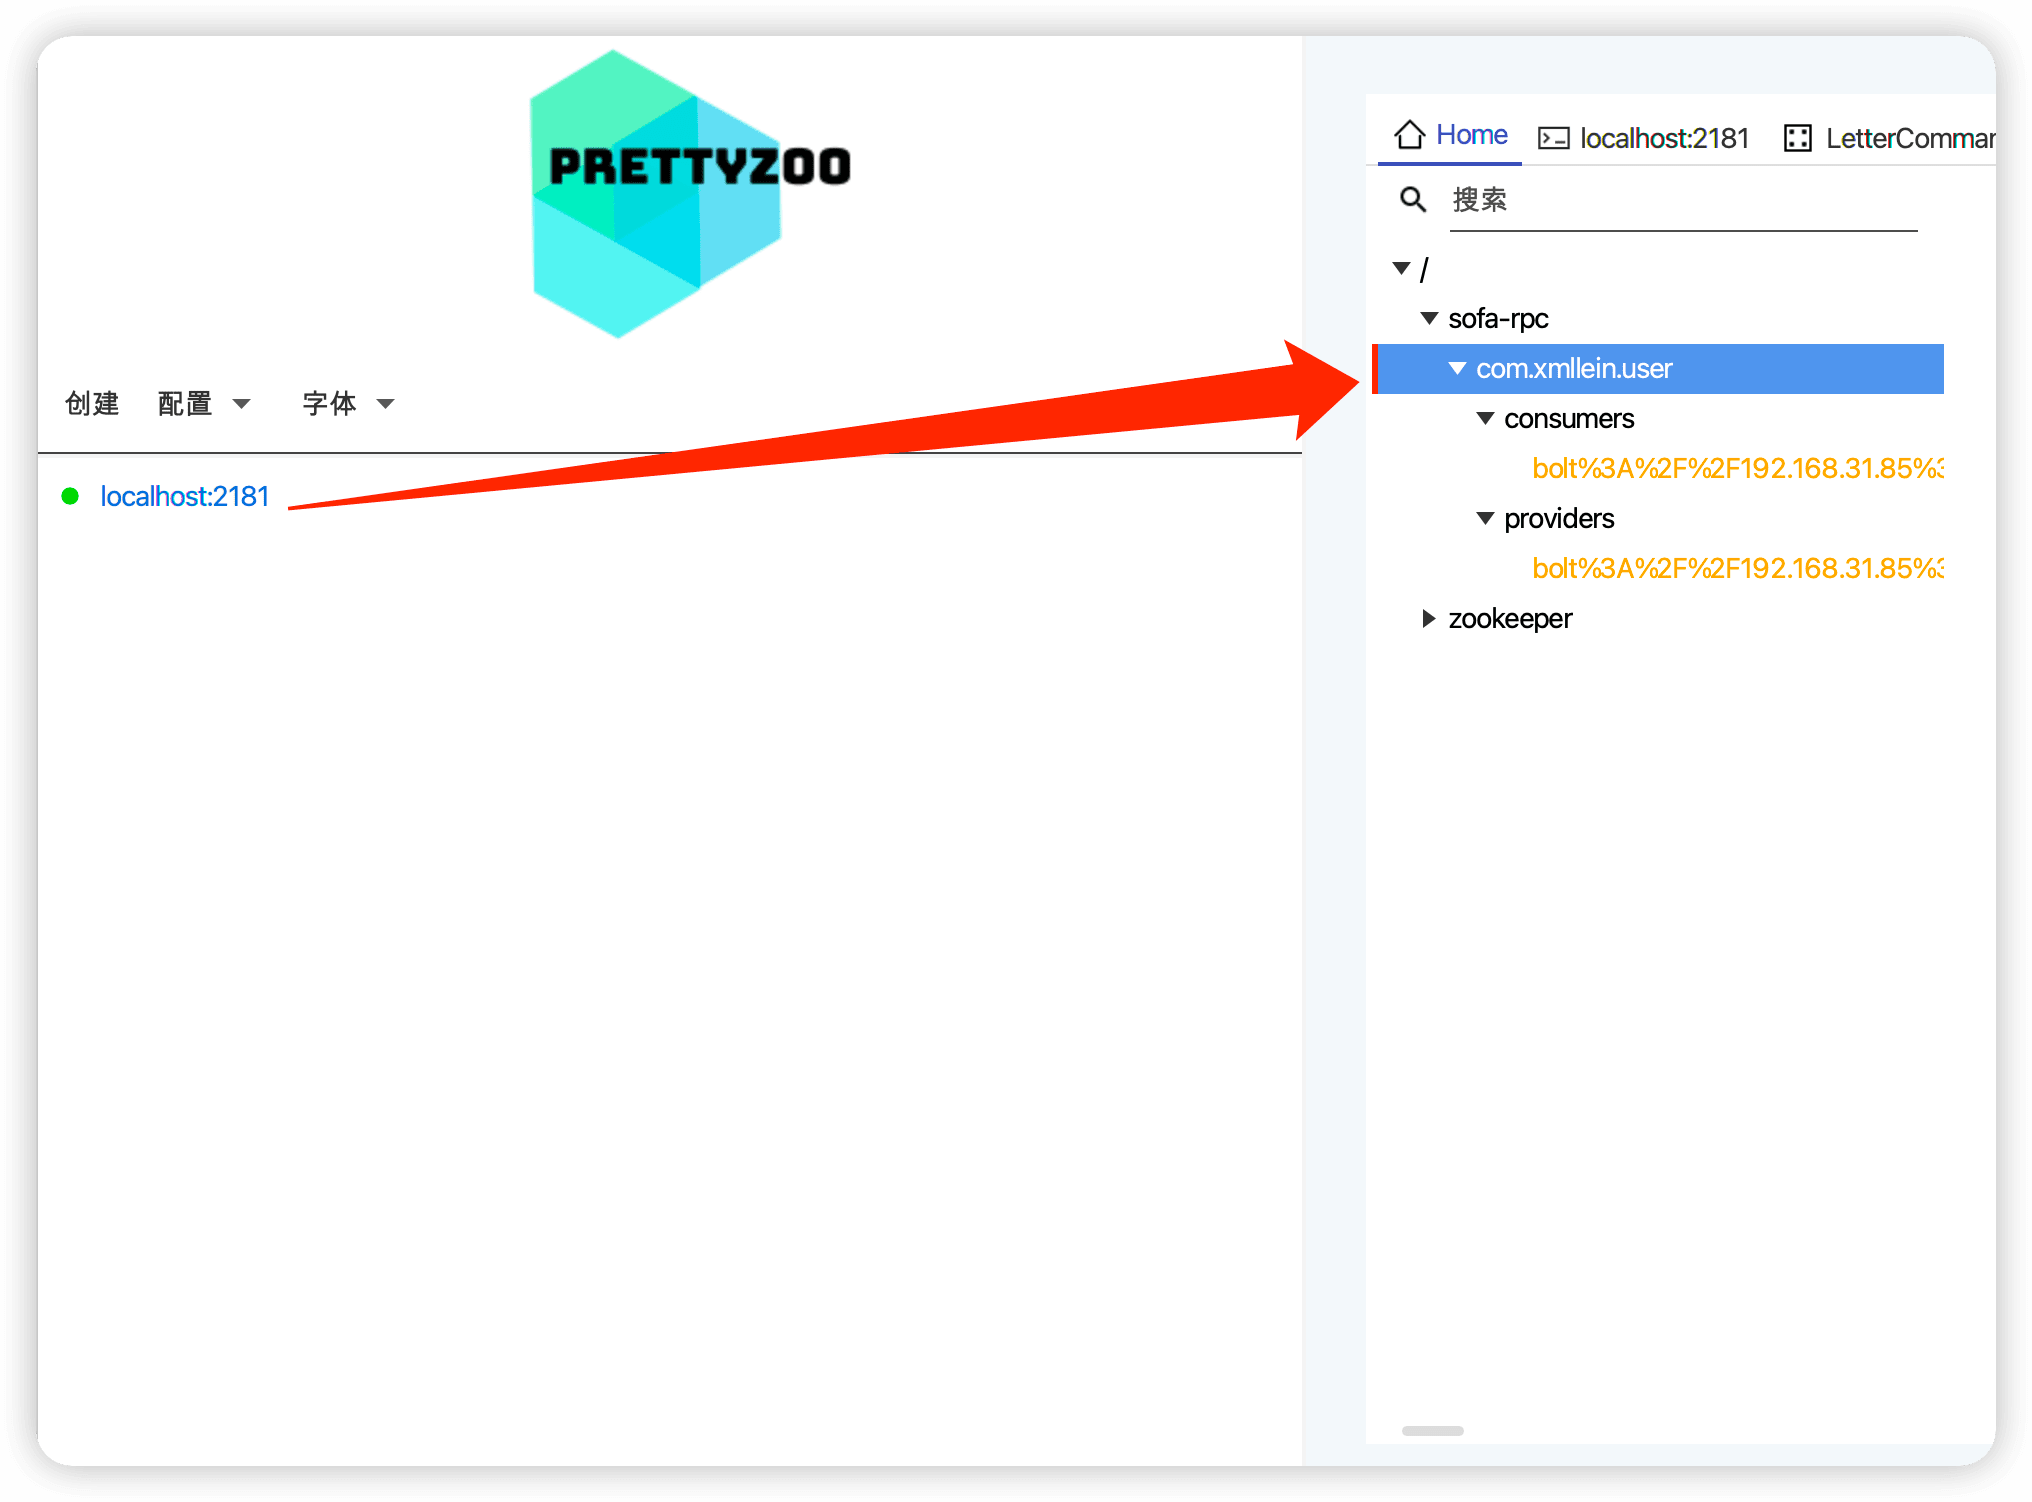 PRETTYZOO
创建 配置 字体
localhost:2181
Home localhost:2181 LetterComman
搜索
/
sofa-rpc
com.xmllein.user
consumers
bolt%3A%2F%2F192.168.31.85%3
providers
bolt%3A%2F%2F192.168.31.85%3
zookeeper